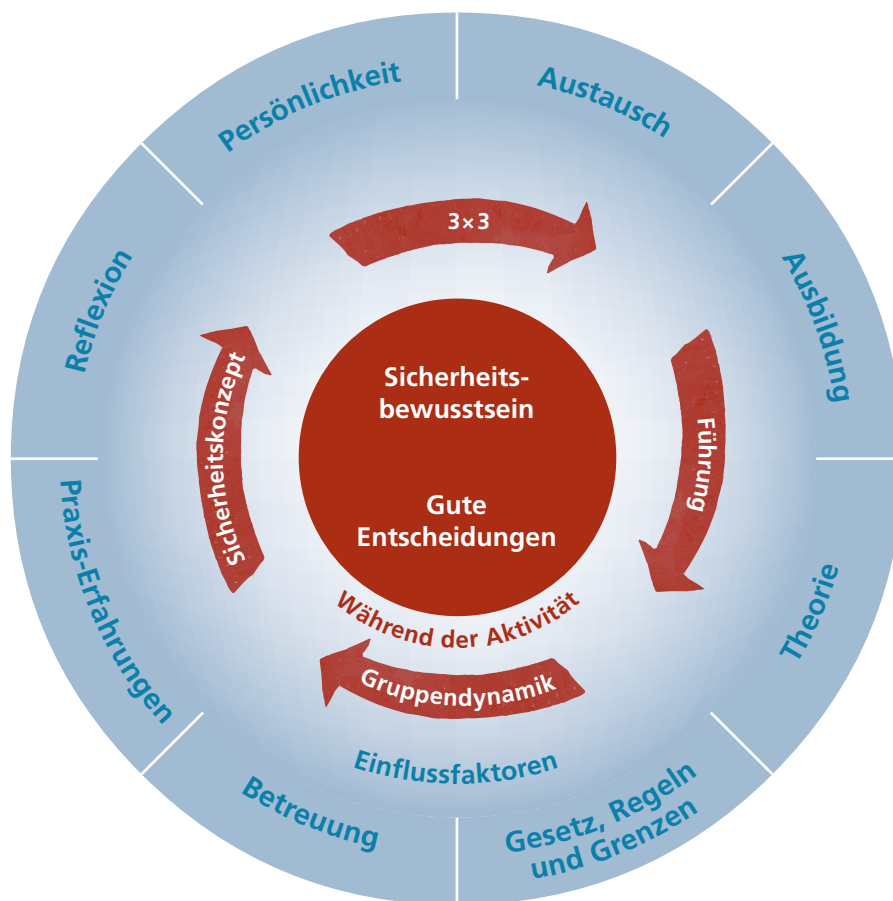 Persönlichkeit
Austausch
Reflexion
Ausbildung
3×3
Sicherheitskonzept
Führung
Sicherheits-
bewusstsein
Gute
Entscheidungen
Während der Aktivität
Gruppendynamik
Einflussfaktoren
Praxis-Erfahrungen
Theorie
Betreuung
Gesetz, Regeln
und Grenzen